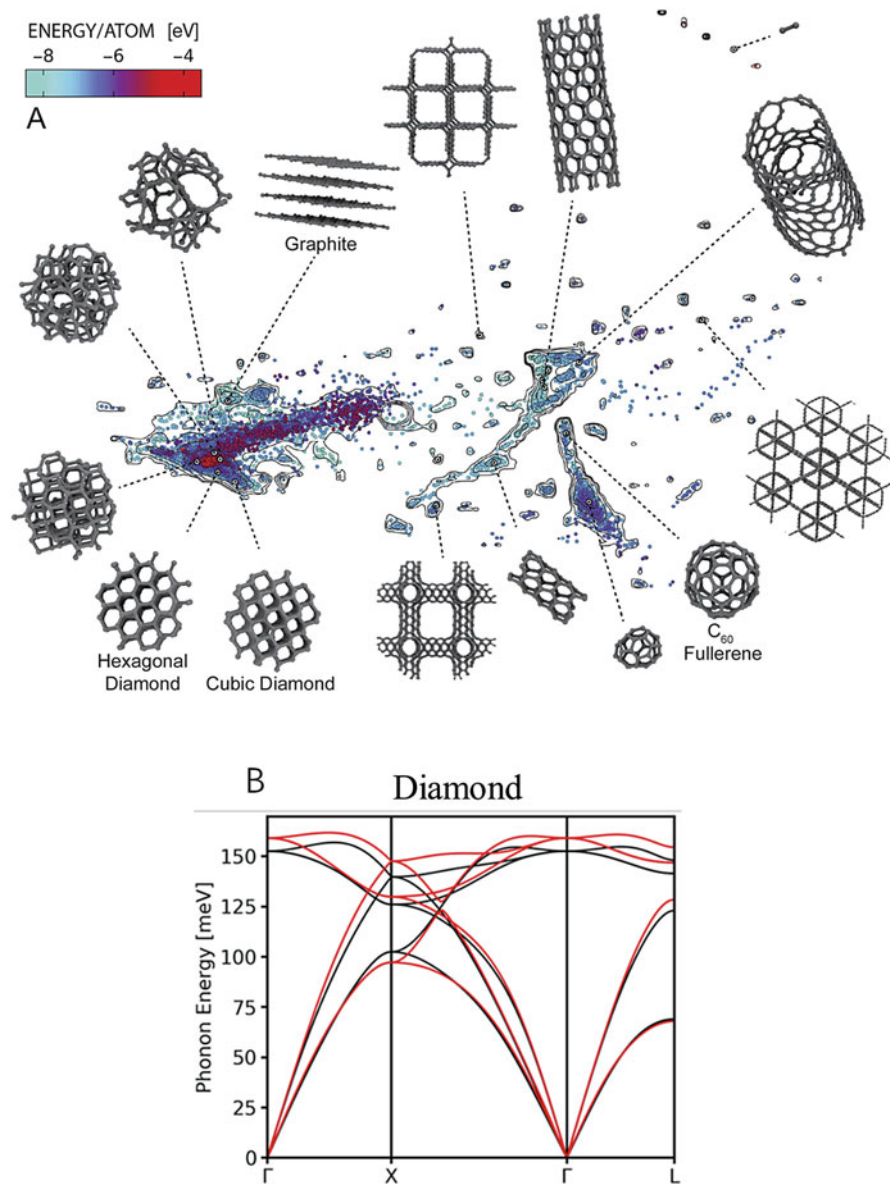 ENERGY/ATOM [eV]
−8 −6 −4
A
Graphite
Hexagonal
Diamond
Cubic Diamond
C60
Fullerene
B
Diamond
Phonon Energy [meV]
150
125
100
75
50
25
0
Γ X Γ L